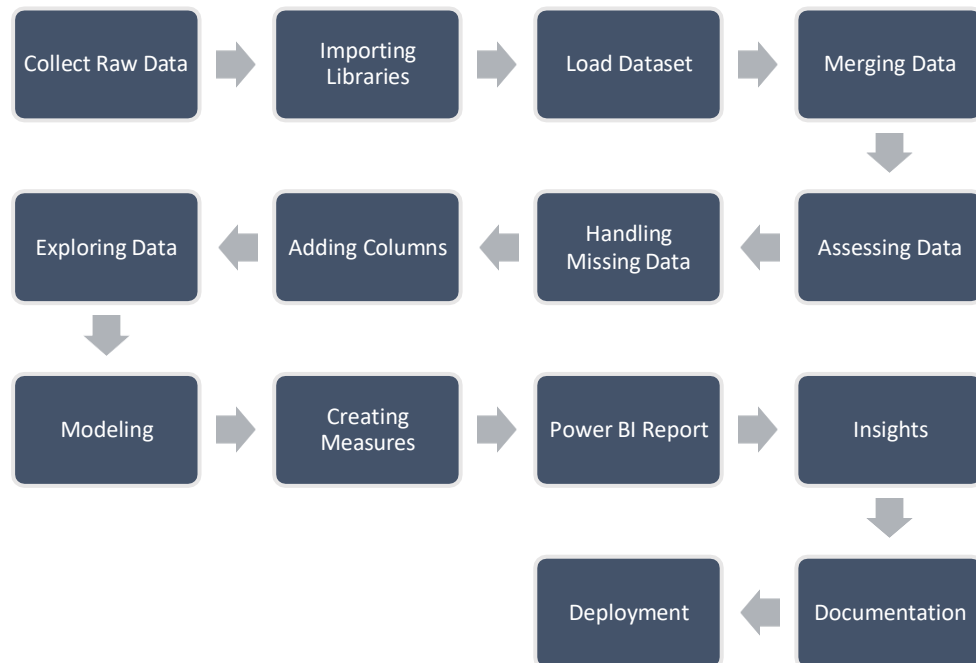 Collect Raw Data
Importing
Libraries
Load Dataset
Merging Data
Assessing Data
Handling
Missing Data
Adding Columns
Exploring Data
Modeling
Creating
Measures
Power BI Report
Insights
Documentation
Deployment